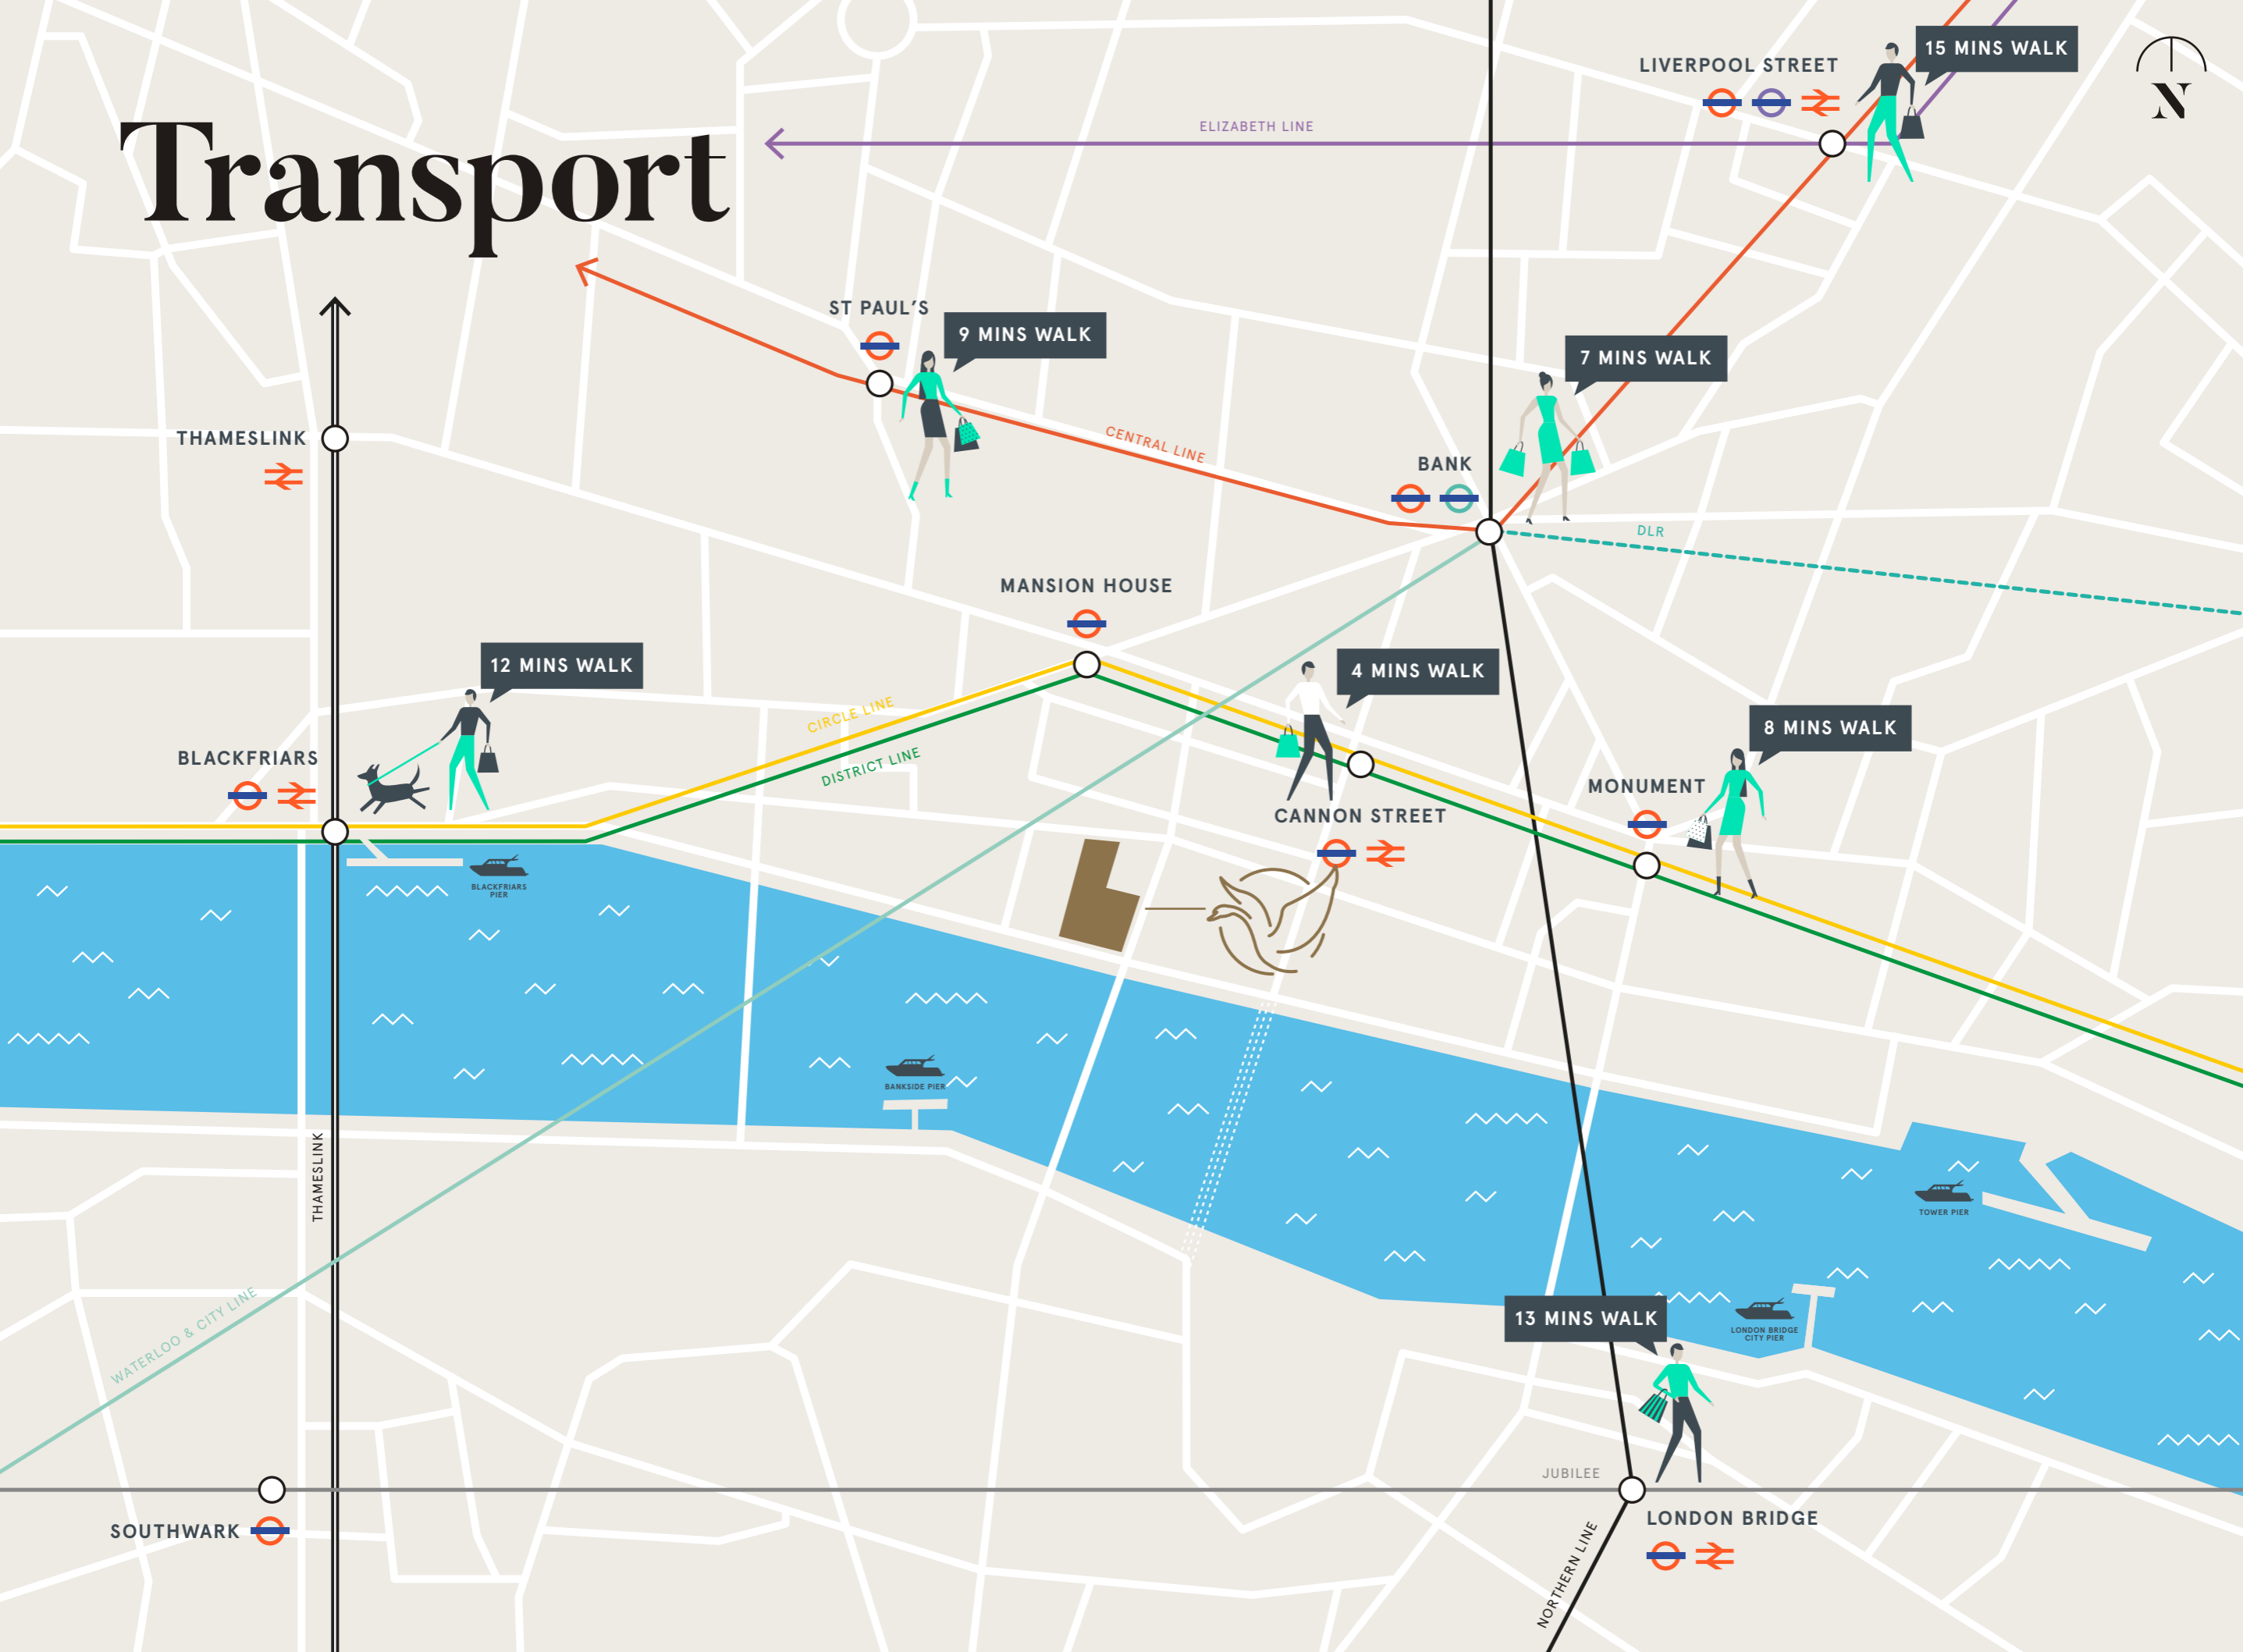 Transport
LIVERPOOL STREET
15 MINS WALK
N
ELIZABETH LINE
ST PAUL'S
9 MINS WALK
7 MINS WALK
THAMESLINK
CENTRAL LINE
BANK
DLR
MANSION HOUSE
12 MINS WALK
4 MINS WALK
CIRCLE LINE
DISTRICT LINE
8 MINS WALK
BLACKFRIARS
MONUMENT
CANNON STREET
BLACKFRIARS
PIER
BANKSIDE PIER
THAMESLINK
TOWER PIER
WATERLOO & CITY LINE
13 MINS WALK
LONDON BRIDGE
CITY PIER
JUBILEE
SOUTHWARK
LONDON BRIDGE
NORTHERN LINE